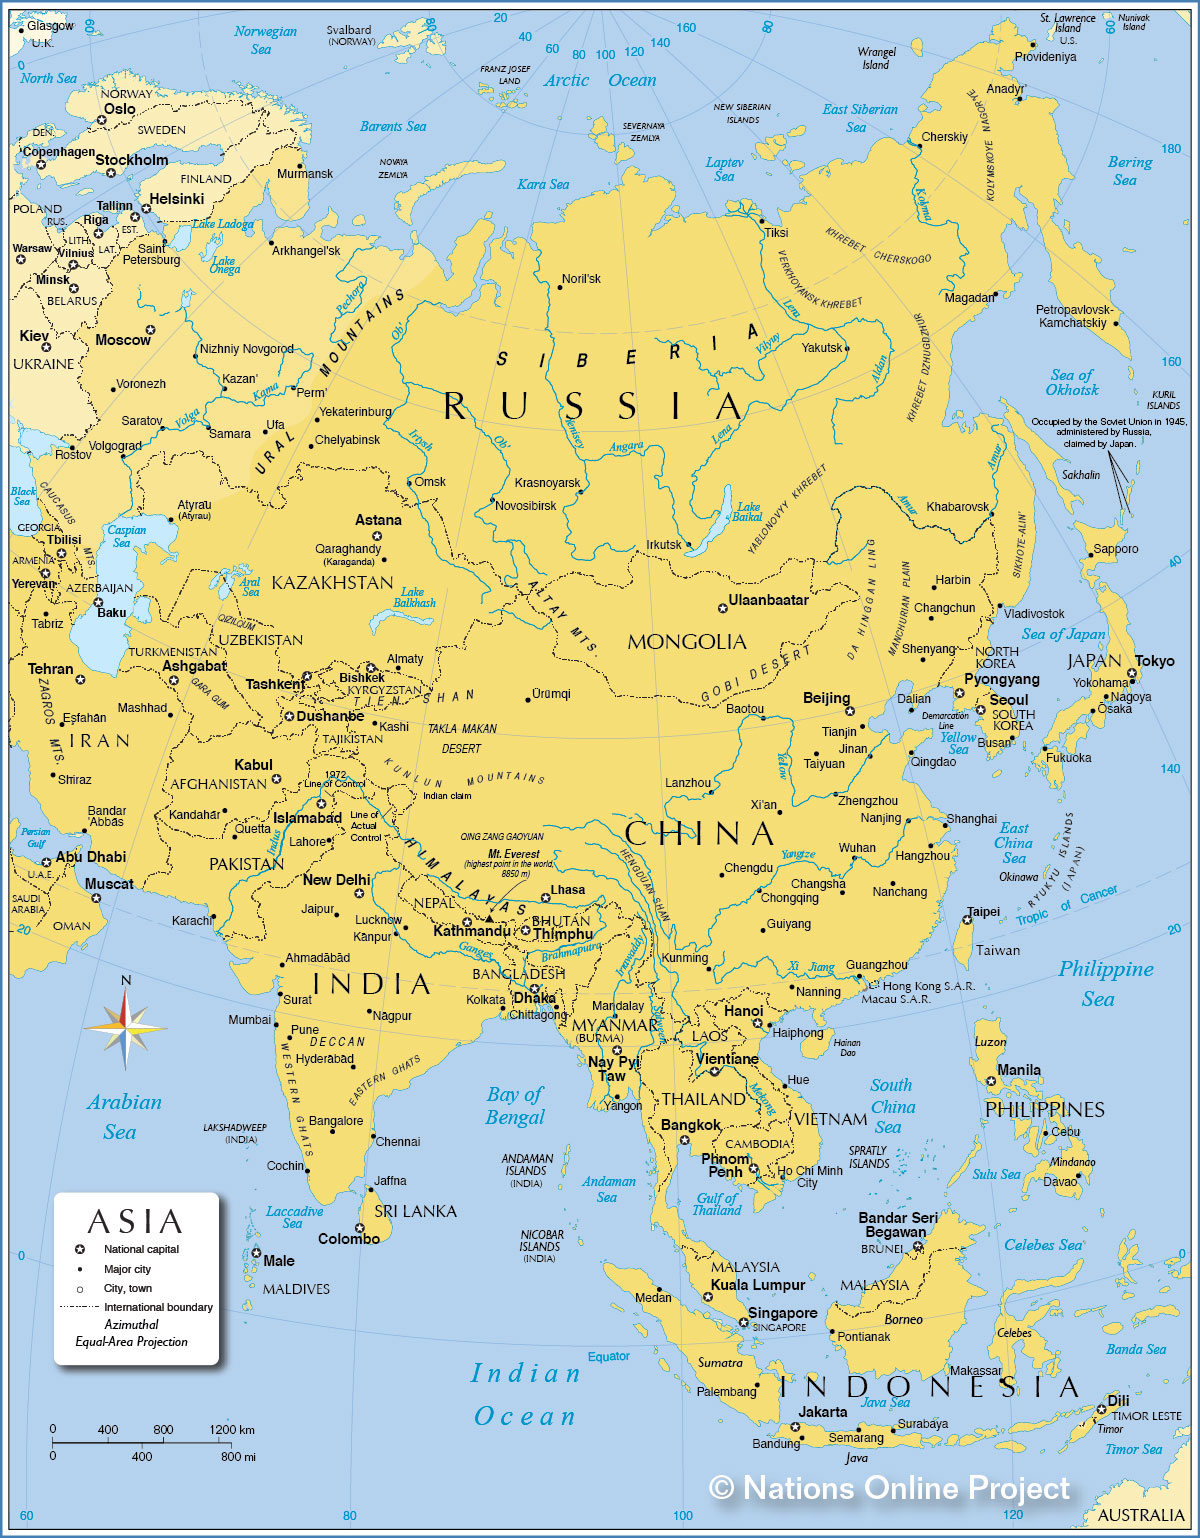 Glasgow
U.K.
60
0
North Sea
Norwegian
Sea
Svalbard
(NORWAY)
80
20
40
60
80
100
120
140
160
80
60
180
160
40
140
20
0
FRANZ JOSEF
LAND
Arctic Ocean
Wrangel
Island
St. Lawrence
Island
U.S.
Nunivak
Island
Provideniya
Anadyr'
NORWAY
Oslo
SWEDEN
DEN.
Copenhagen
Stockholm
FINLAND
Helsinki
Tallinn
Riga
EST.
LAT.
LITH.
RUS.
POLAND
Warsaw
Vilnius
Minsk
BELARUS
Kiev
UKRAINE
Murmansk
Barents Sea
NOVAYA
ZEMLYA
Kara Sea
SEVERNAYA
ZEMLYA
NEW SIBERIAN
ISLANDS
East Siberian
Sea
Laptev
Sea
Cherskiy
Kolyma
KOLYMSKOYE NAGOR'YE
Bering
Sea
Lake Ladoga
Lake
Onega
Saint
Petersburg
Arkhangel'sk
Pechora
Ob'
Noril'sk
Tiksi
VERKHOYANSK KHREBET
KHREBET CHERSKOGO
Lena
Magadan
Petropavlovsk-
Kamchatskiy
Moscow
Nizhniy Novgorod
Voronezh
Kazan'
Kama
Perm'
Yekaterinburg
Chelyabinsk
Saratov
Volga
Samara
Ufa
Volgograd
Rostov
URAL MOUNTAINS
SIBERIA
RUSSIA
Vilyuy
Yakutsk
Aldan
KHREBET DZHUGDZHUR
Sea of
Okhotsk
KURIL
ISLANDS
Occupied by the Soviet Union in 1945,
administered by Russia,
claimed by Japan.
Sakhalin
Irtysh
Ob'
Yenisey
Angara
Lena
Omsk
Novosibirsk
Krasnoyarsk
Lake
Baikal
Irkutsk
YABLONOVYY KHREBET
Amur
Amur
Khabarovsk
SIKHOTE-ALIN'
Sapporo
Black
Sea
CAUCASUS
MTS.
GEORGIA
Tbilisi
ARMENIA
Yerevan
AZERBAIJAN
Baku
Caspian
Sea
Atyraū
(Atyrau)
Astana
Qaraghandy
(Karaganda)
KAZAKHSTAN
Aral
Sea
Lake
Balkhash
ALTAY MTS.
Ulaanbaatar
MONGOLIA
GOBI DESERT
DA HINGGAN LING
MANCHURIAN PLAIN
Harbin
Changchun
Shenyang
Vladivostok
Sea of Japan
JAPAN
Tokyo
Yokohama
Nagoya
Ōsaka
Fukuoka
Tabriz
Tehran
ZAGROS MTS.
Eşfahān
IRAN
Shiraz
Bandar
'Abbās
Mashhad
TURKMENISTAN
Ashgabat
GARA GUM
QIZILQUM
UZBEKISTAN
Tashkent
Bishkek
KYRGYZSTAN
Almaty
TIEN SHAN
Ürümqi
Dushanbe
TAJIKISTAN
Kashi
TAKLA MAKAN
DESERT
KUNLUN MOUNTAINS
Baotou
Beijing
Tianjin
Dalian
Jinan
Taiyuan
Qingdao
Demarcation
Line
NORTH
KOREA
Pyongyang
Seoul
SOUTH
KOREA
Busan
Yellow
Sea
Kabul
AFGHANISTAN
Kandahār
Quetta
1972
Line of Control
Islamabad
Line of
Actual
Control
Indian claim
Lahore
PAKISTAN
Indus
Karachi
Persian
Gulf
Abu Dhabi
U.A.E.
Muscat
SAUDI
ARABIA
OMAN
20
HIMALAYAS
QING ZANG GAOYUAN
Mt. Everest
(highest point in the world,
8850 m)
Lhasa
CHINA
Lanzhou
Yellow
Xi'an
Zhengzhou
Nanjing
Shanghai
Wuhan
Hangzhou
Yangtze
Chengdu
Chongqing
Changsha
Nanchang
Guiyang
HENGDUAN SHAN
East
China
Sea
Okinawa
RYUKYU ISLANDS
(JAPAN)
Tropic of Cancer
Taipei
Taiwan
Philippine
Sea
New Delhi
Jaipur
Lucknow
Kānpur
NEPAL
Kathmandu
BHUTAN
Thimphu
Ganges
Brahmaputra
BANGLADESH
Dhaka
Kolkata
Chittagong
Ahmadābād
INDIA
Surat
Mumbai
Pune
Nāgpur
DECCAN
Hyderābād
WESTERN GHATS
EASTERN GHATS
Bangalore
Chennai
Cochin
Jaffna
SRI LANKA
Colombo
N
Arabian
Sea
LAKSHADWEEP
(INDIA)
Laccadive
Sea
Male
MALDIVES
Bay of
Bengal
ANDAMAN
ISLANDS
(INDIA)
Andaman
Sea
NICOBAR
ISLANDS
(INDIA)
Irrawaddy
Salween
Mandalay
MYANMAR
(BURMA)
Nay Pyi
Taw
Yangon
Kunming
Xi Jiang
Nanning
Guangzhou
Hong Kong S.A.R.
Macau S.A.R.
Hanoi
Haiphong
Hainan
Dao
LAOS
Vientiane
Hue
THAILAND
Bangkok
Mekong
VIETNAM
CAMBODIA
Phnom
Penh
Ho Chi Minh
City
Gulf of
Thailand
South
China
Sea
SPRATLY
ISLANDS
Luzon
Manila
PHILIPPINES
Cebu
Mindanao
Davao
Sulu Sea
Celebes Sea
Bandar Seri
Begawan
BRUNEI
MALAYSIA
MALAYSIA
Kuala Lumpur
Singapore
SINGAPORE
Medan
Borneo
Pontianak
Celebes
Makassar
Banda Sea
Sumatra
Palembang
INDONESIA
Java Sea
Jakarta
Bandung
Semarang
Surabaya
Java
Dili
TIMOR LESTE
Timor
Timor Sea
AUSTRALIA
Equator
Indian
Ocean
0
ASIA
National capital
Major city
City, town
International boundary
Azimuthal
Equal-Area Projection
0 400 800 1200 km
0 400 800 mi
© Nations Online Project
60
80
100
120